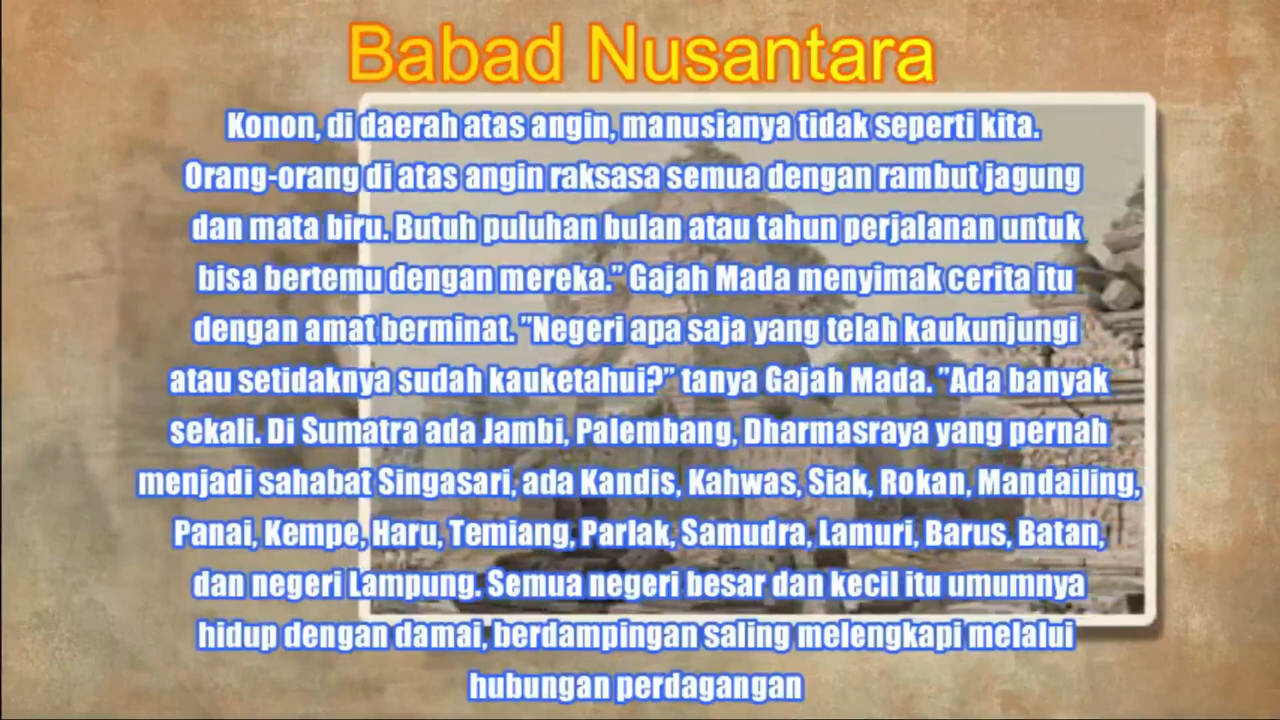 Babad Nusantara
Konon, di daerah atas angin, manusianya tidak seperti kita.
Orang-orang di atas angin raksasa semua dengan rambut jagung
dan mata biru. Butuh puluhan bulan atau tahun perjalanan untuk
bisa bertemu dengan mereka.” Gajah Mada menyimak cerita itu
dengan amat berminat. ”Negeri apa saja yang telah kaukunjungi
atau setidaknya sudah kauketahui?” tanya Gajah Mada. ”Ada banyak
sekali. Di Sumatra ada Jambi, Palembang, Dharmasraya yang pernah
menjadi sahabat Singasari, ada Kandis, Kahwas, Siak, Rokan, Mandailing,
Panai, Kempe, Haru, Temiang, Parlak, Samudra, Lamuri, Barus, Batan,
dan negeri Lampung. Semua negeri besar dan kecil itu umumnya
hidup dengan damai, berdampingan saling melengkapi melalui
hubungan perdagangan